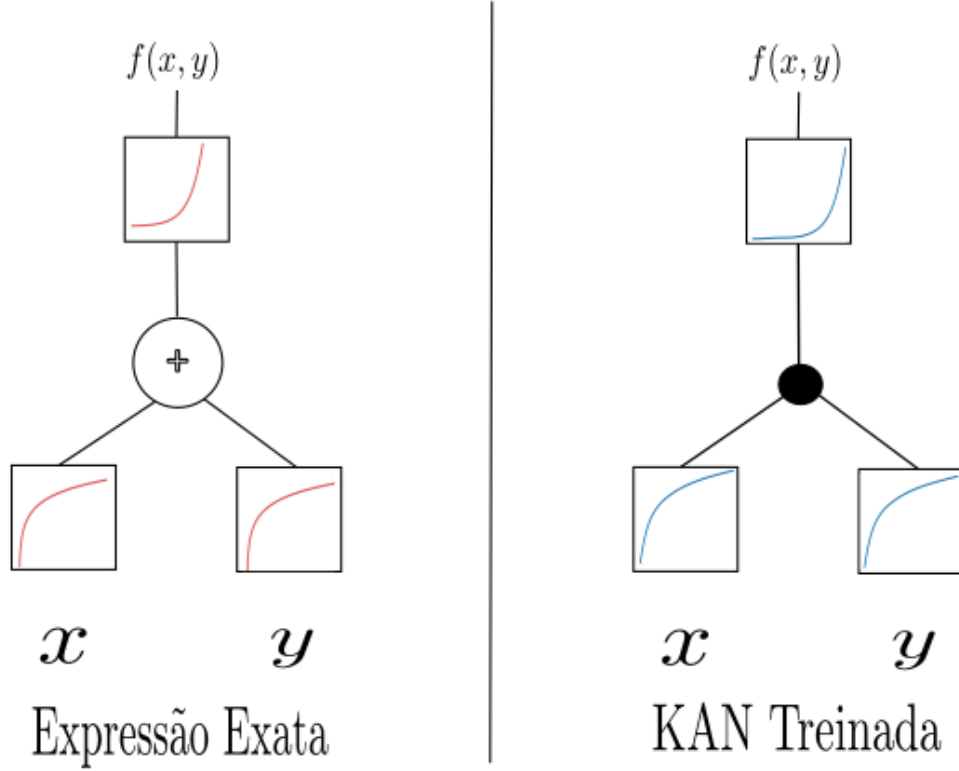 f(x, y)
+
x y
Expressão Exata
f(x, y)
x y
KAN Treinada